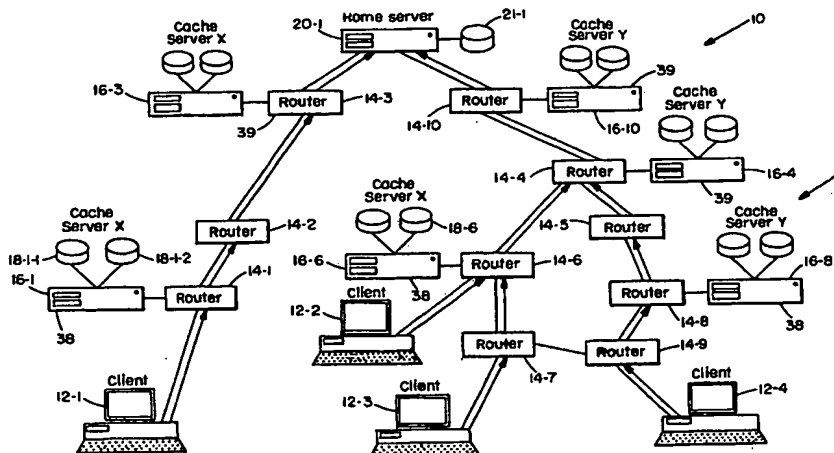 Home server
20-1
21-1
10
Cache
Server X
Cache
Server Y
16-3
Router
14-3
39
Router
14-10
39
16-10
Cache
Server Y
14-4
Router
16-4
39
Cache
Server X
18-6
Cache
Server X
Router
14-2
14-5
Router
Cache
Server Y
18-1-1
18-1-2
16-1
14-1
Router
38
16-6
Router
14-6
38
16-8
Router
14-8
38
Client
12-2
Router
14-7
Router
14-9
Client
12-1
Client
12-3
Client
12-4